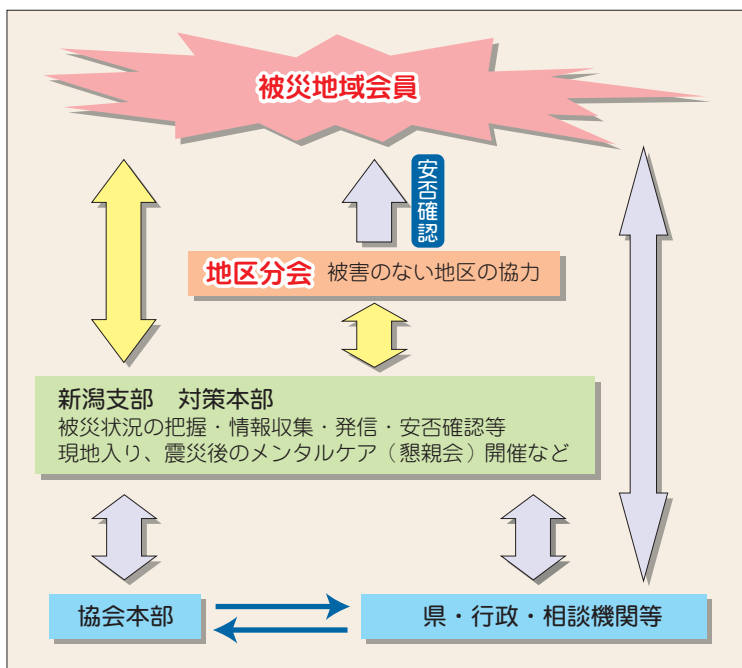 被災地域会員
安否確認
地区分会 被害のない地区の協力
新潟支部 対策本部
被災状況の把握・情報収集・発信・安否確認等
現地入り、震災後のメンタルケア（懇親会）開催など
協会本部
県・行政・相談機関等